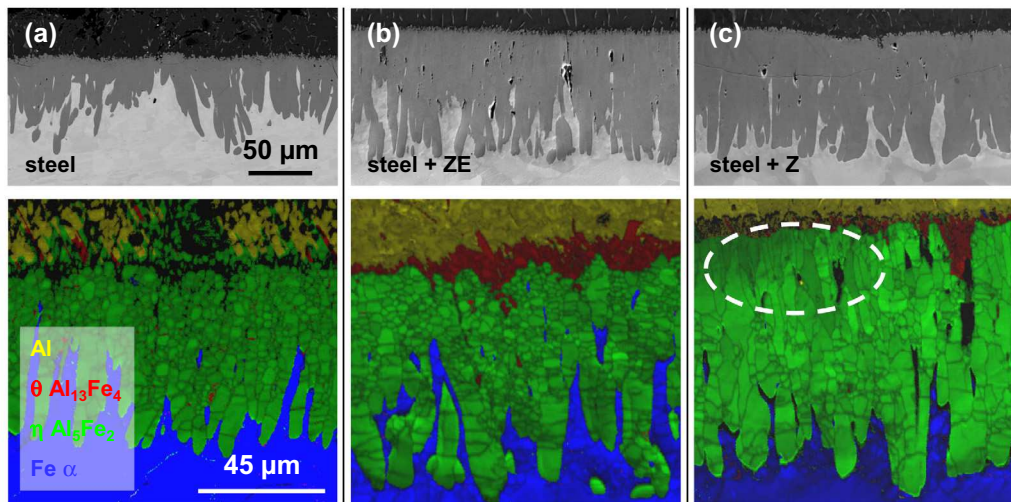 (a)
(b)
(c)
steel
50 μm
steel + ZE
steel + Z
Al
θ Al13Fe4
η Al5Fe2
Fe α
45 μm